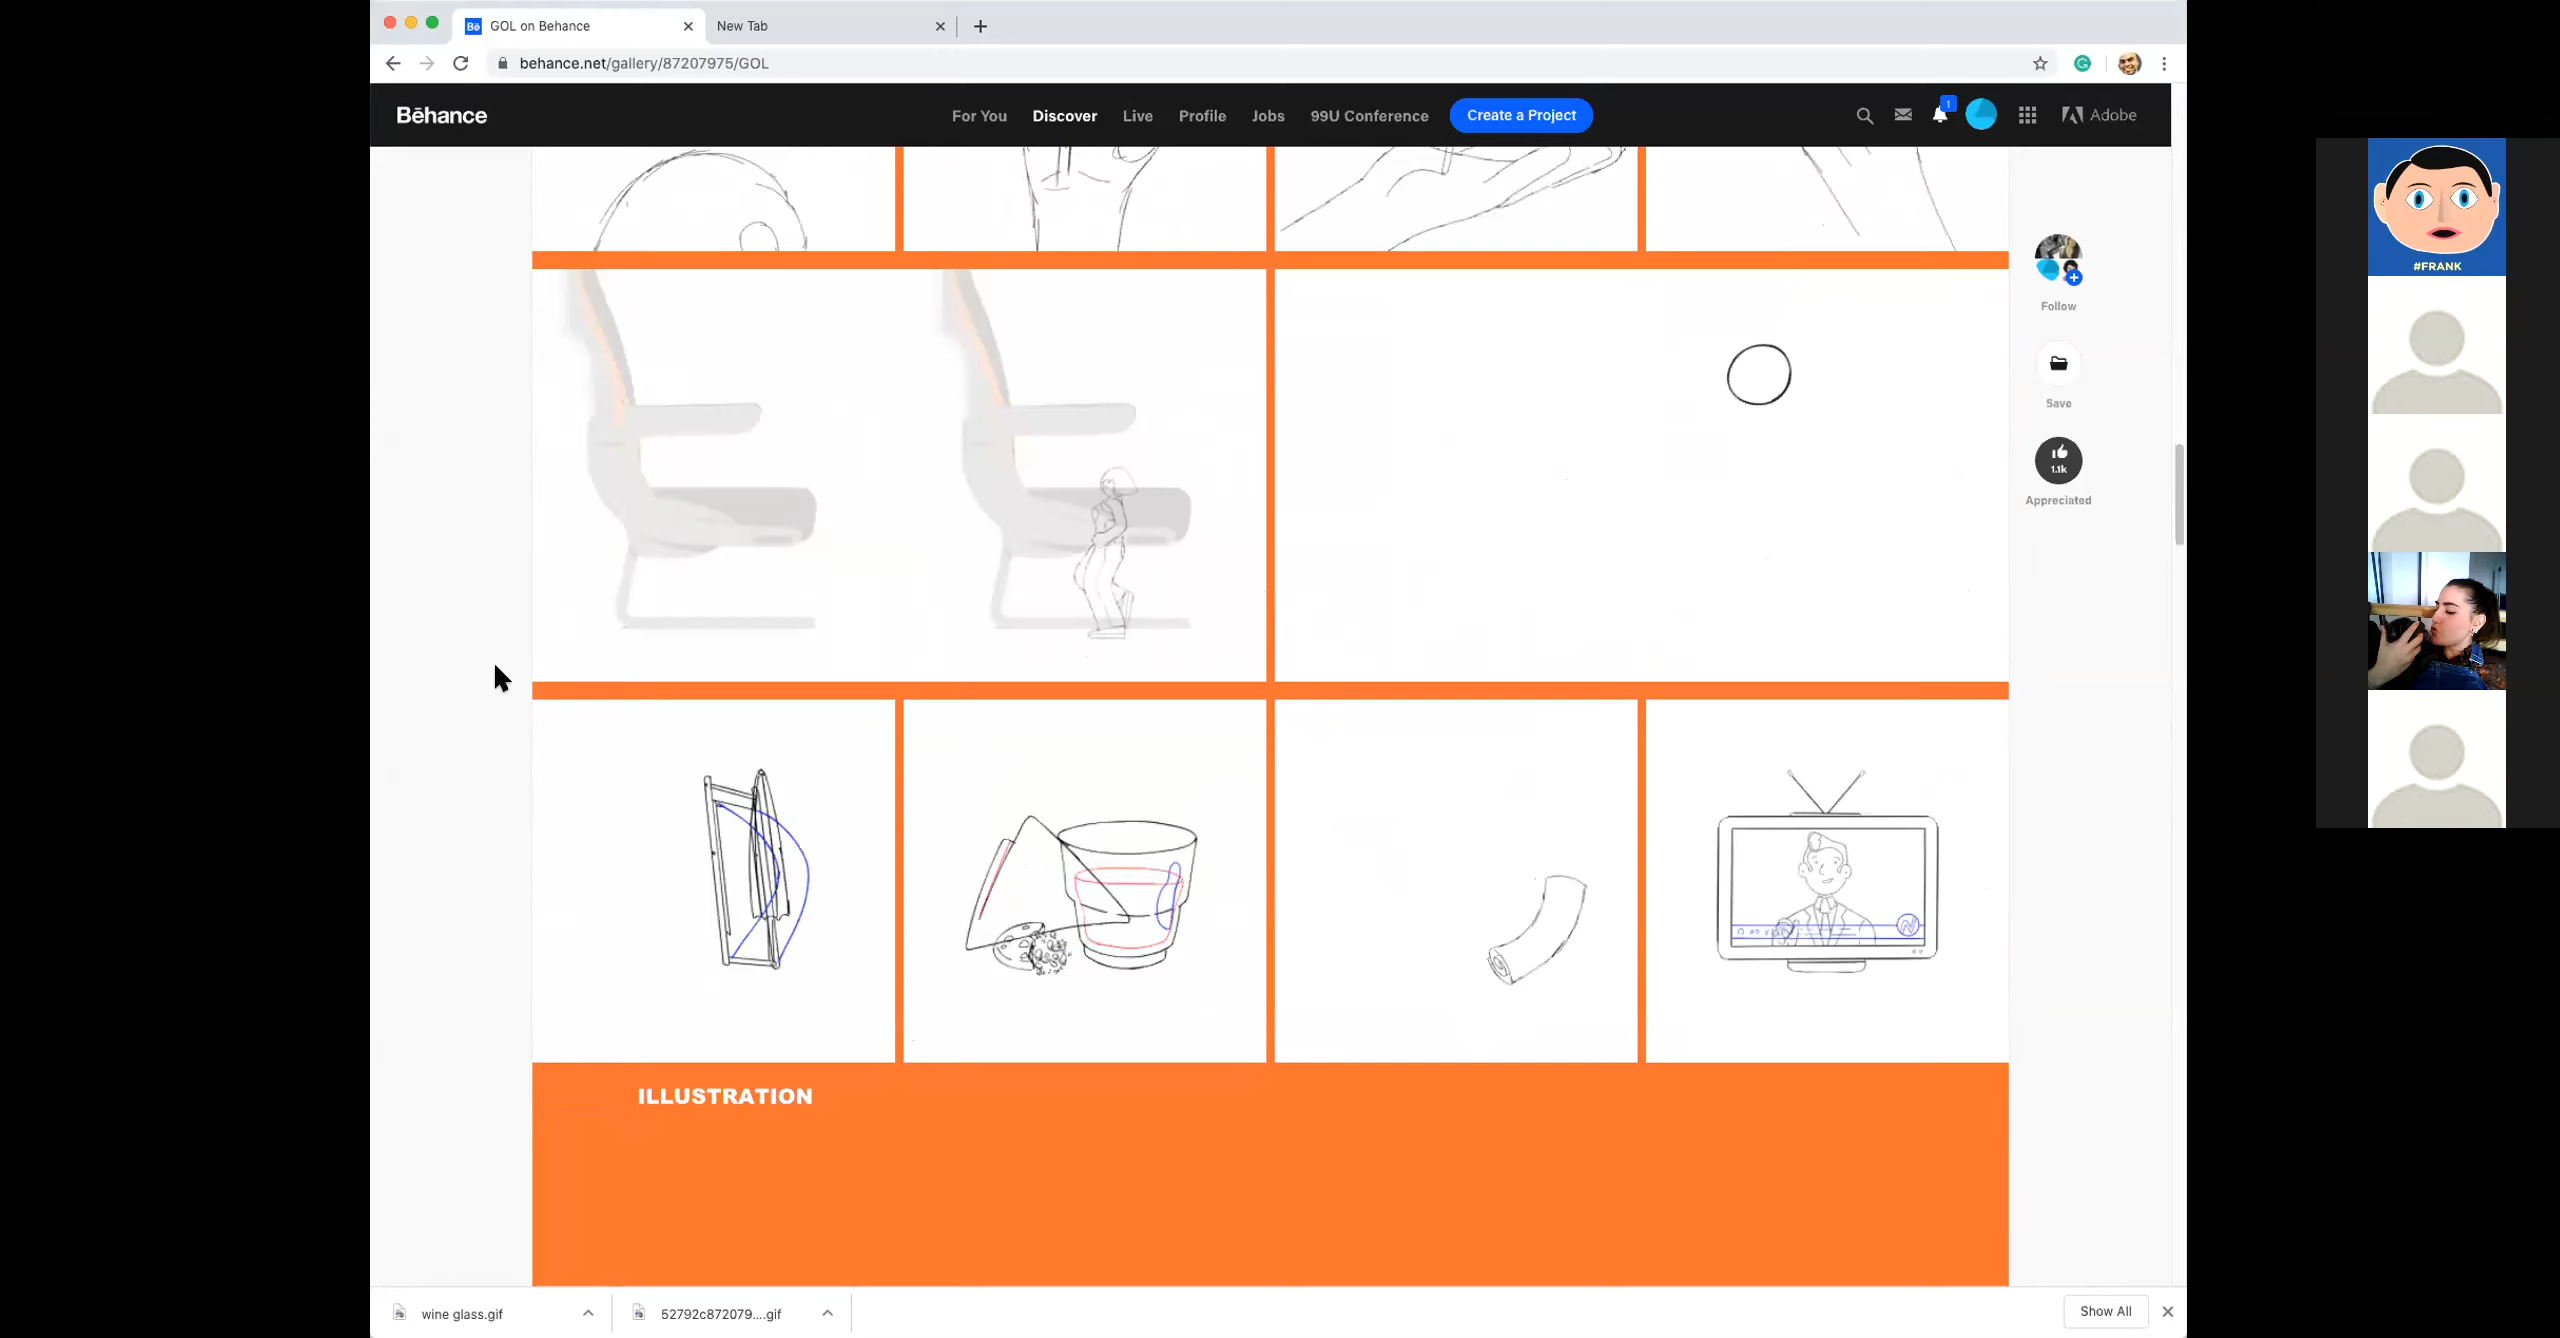 GOL on Behance
New Tab
behance.net/gallery/87207975/GOL
Bēhance
For You
Discover
Live
Profile
Jobs
99U Conference
Create a Project
1
Adobe
#FRANK
Follow
Save
1.1k
Appreciated
ILLUSTRATION
wine glass.gif
52792c872079....gif
Show All